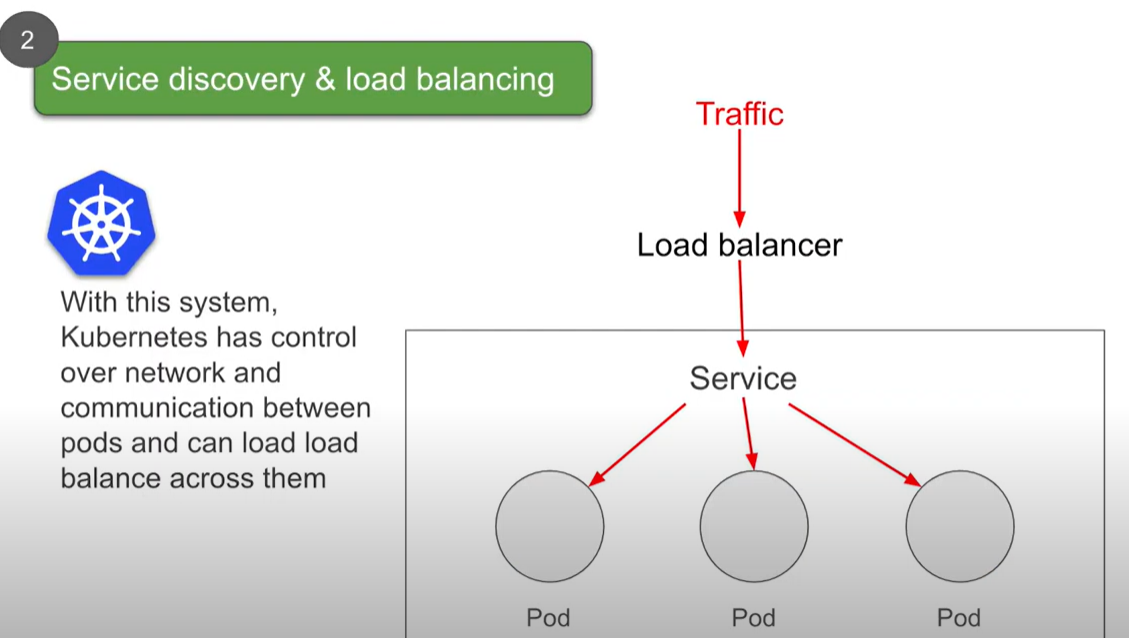 2
Service discovery & load balancing
With this system,
Kubernetes has control
over network and
communication between
pods and can load load
balance across them
Traffic
Load balancer
Service
Pod
Pod
Pod